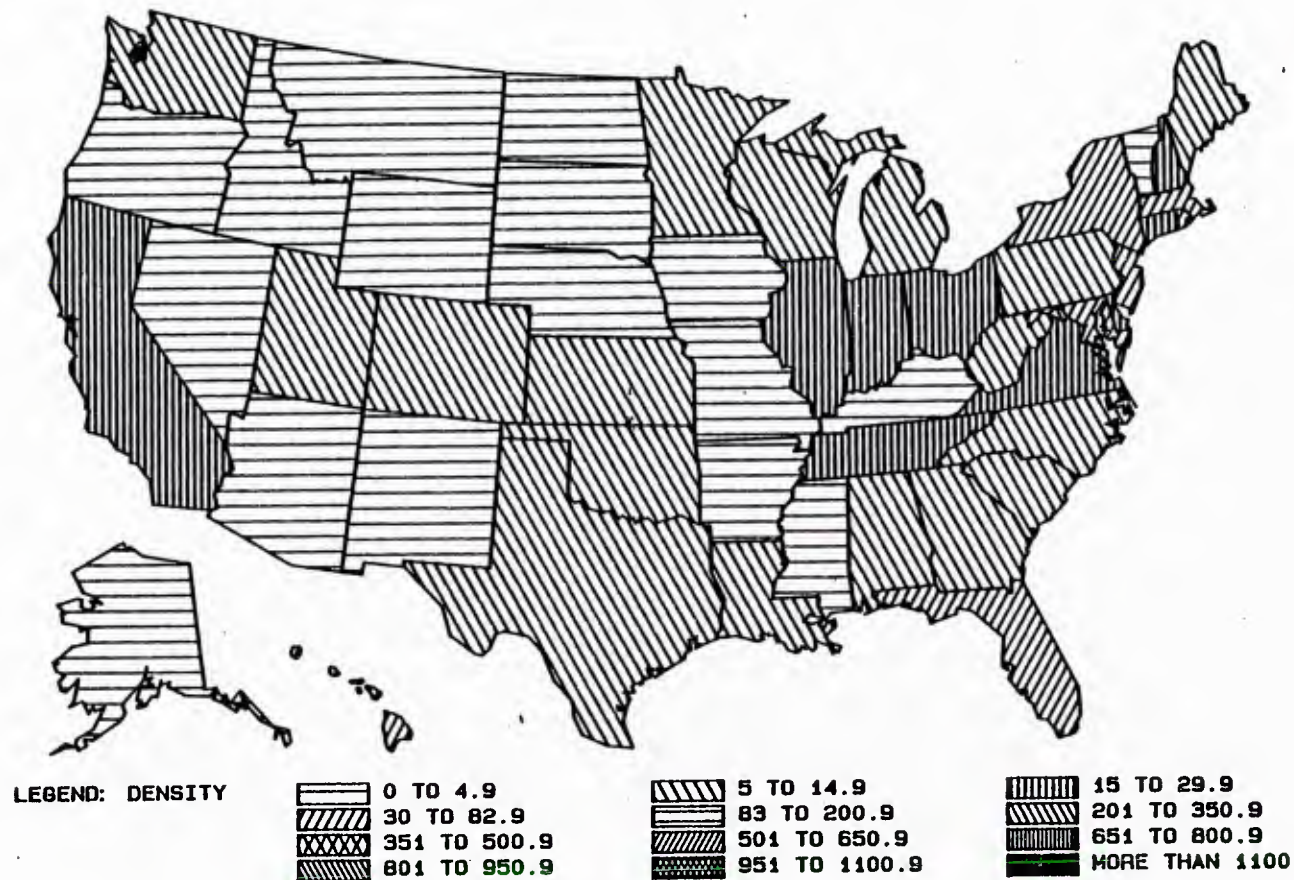 LEGEND: DENSITY 0 TO 4.9 5 TO 14.9 15 TO 29.9
30 TO 82.9 83 TO 200.9 201 TO 350.9
351 TO 500.9 501 TO 650.9 651 TO 800.9
801 TO 950.9 951 TO 1100.9 MORE THAN 1100